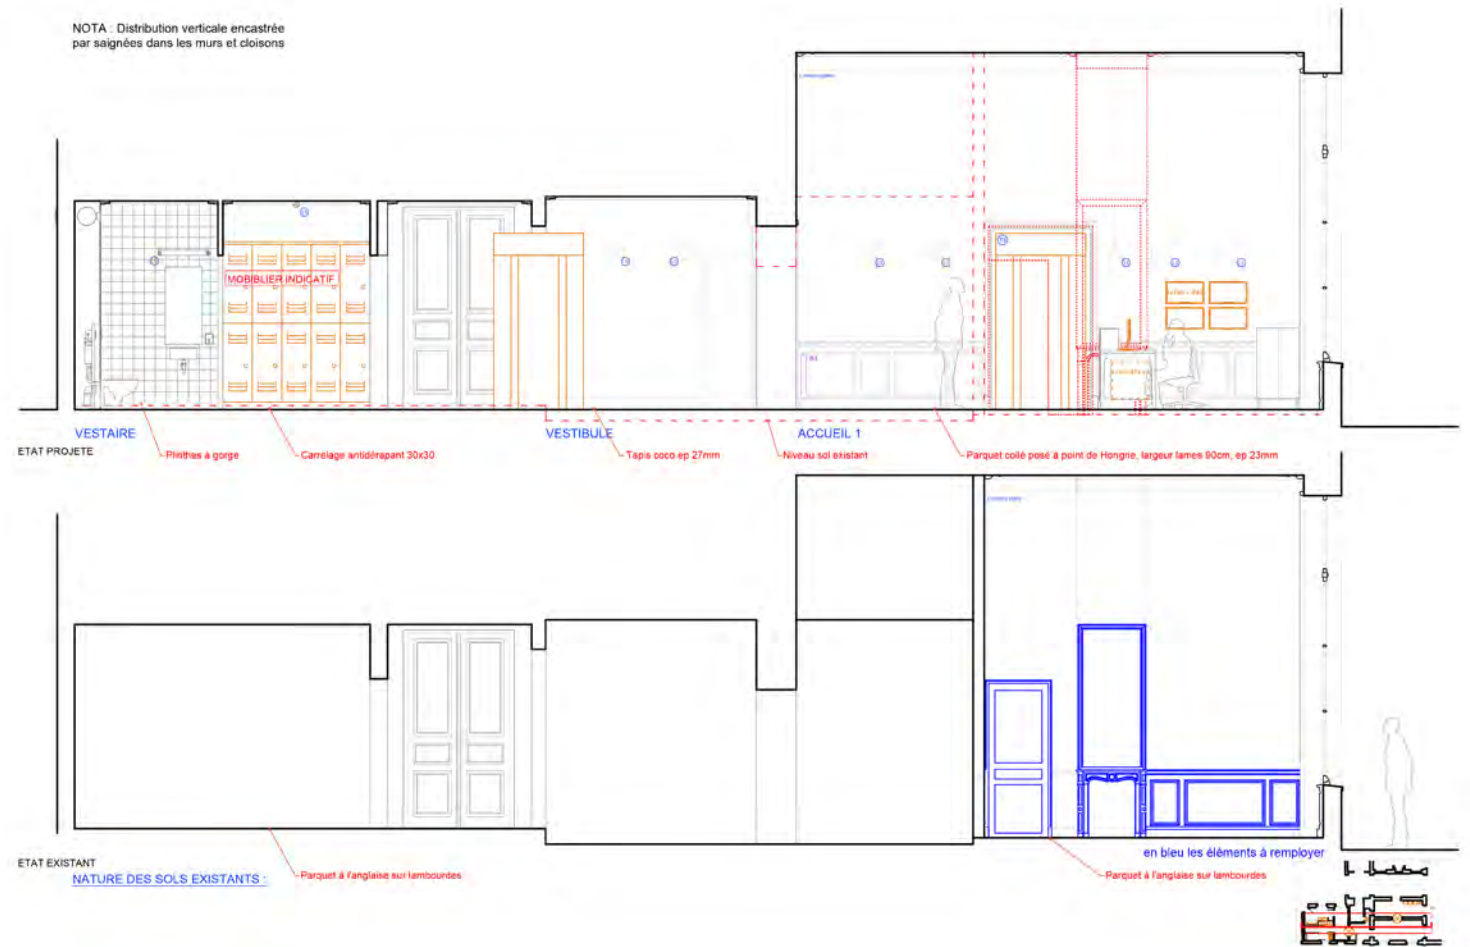 NOTA : Distribution verticale encastrée
par saignées dans les murs et cloisons
MOBIBLIER INDICATIF
VESTAIRE
VESTIBULE
ACCUEIL 1
ETAT PROJETE
Plinthes à gorge
Carrelage antidérapant 30x30
Tapis coco ep 27mm
Niveau sol existant
Parquet collé posé à point de Hongrie, largeur lames 90cm, ep 23mm
en bleu les éléments à remployer
ETAT EXISTANT
NATURE DES SOLS EXISTANTS :
Parquet à l'anglaise sur lambourdes
Parquet à l'anglaise sur lambourdes